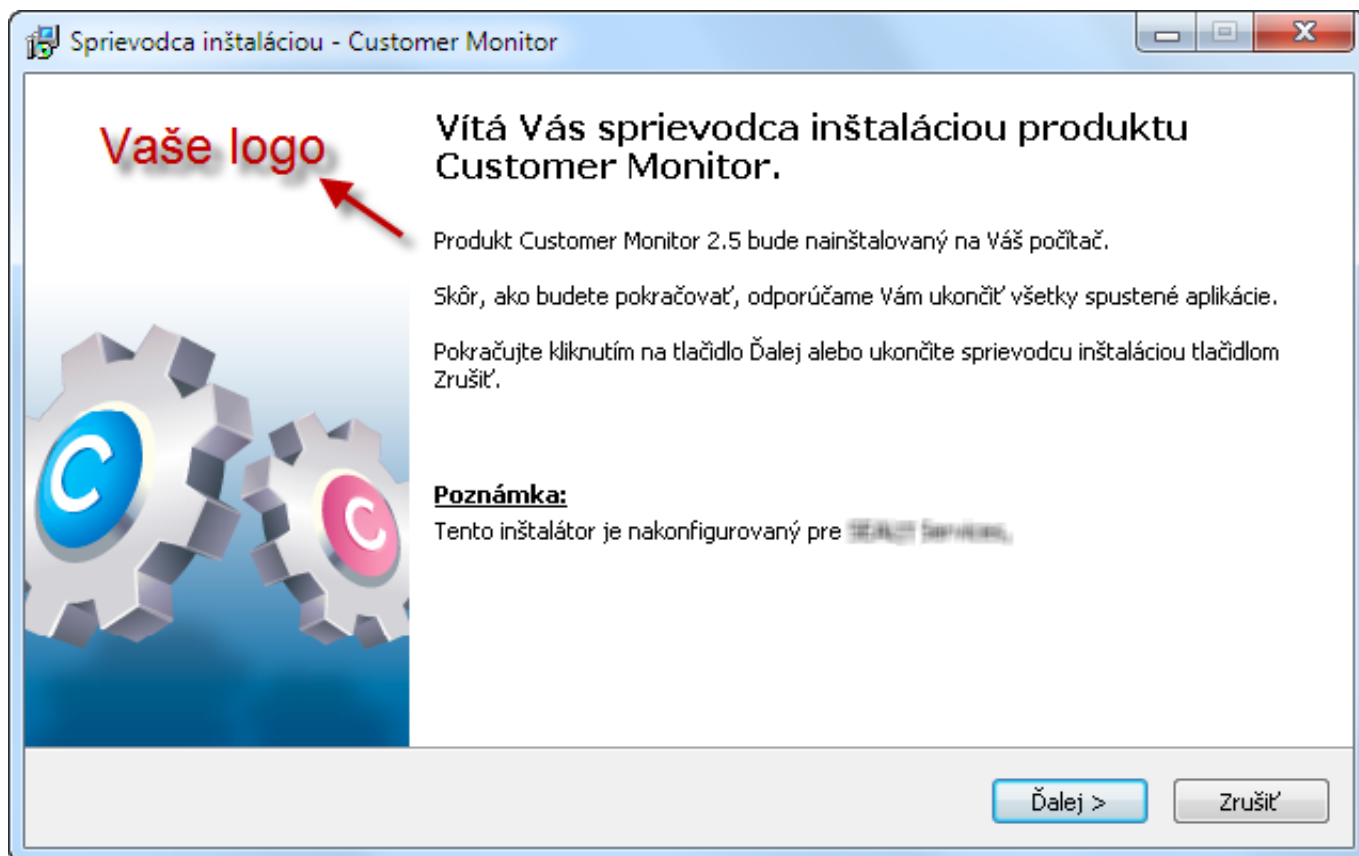 Sprievodca inštaláciou - Customer Monitor
Vaše logo
Vítá Vás sprievodca inštaláciou produktu
Customer Monitor.
Produkt Customer Monitor 2.5 bude nainštalovaný na Váš počítač.
Skôr, ako budete pokračovať, odporúčame Vám ukončiť všetky spustené aplikácie.
Pokračujte kliknutím na tlačidlo Ďalej alebo ukončite sprievodcu inštaláciou tlačidlom
Zrušiť.
Poznámka:
Tento inštalátor je nakonfigurovaný pre
C
C
Ďalej >
Zrušiť